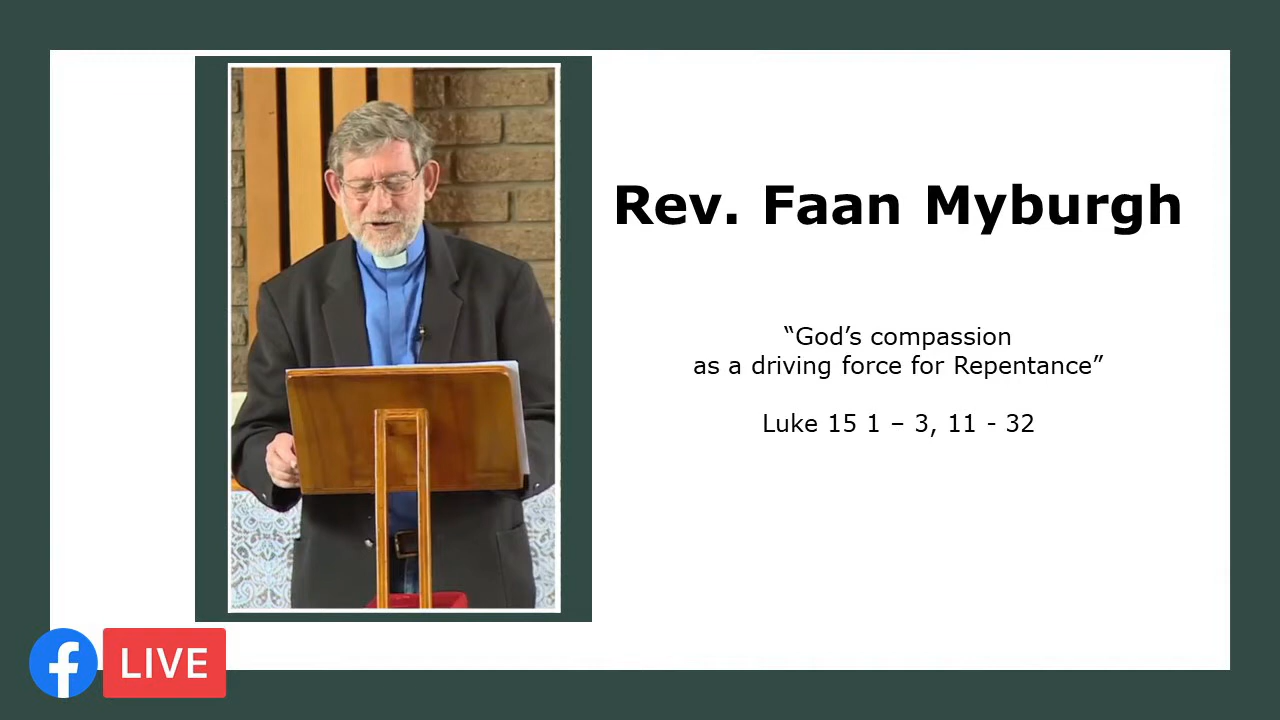 Rev. Faan Myburgh
“God’s compassion
as a driving force for Repentance”
Luke 15 1 – 3, 11 - 32
LIVE